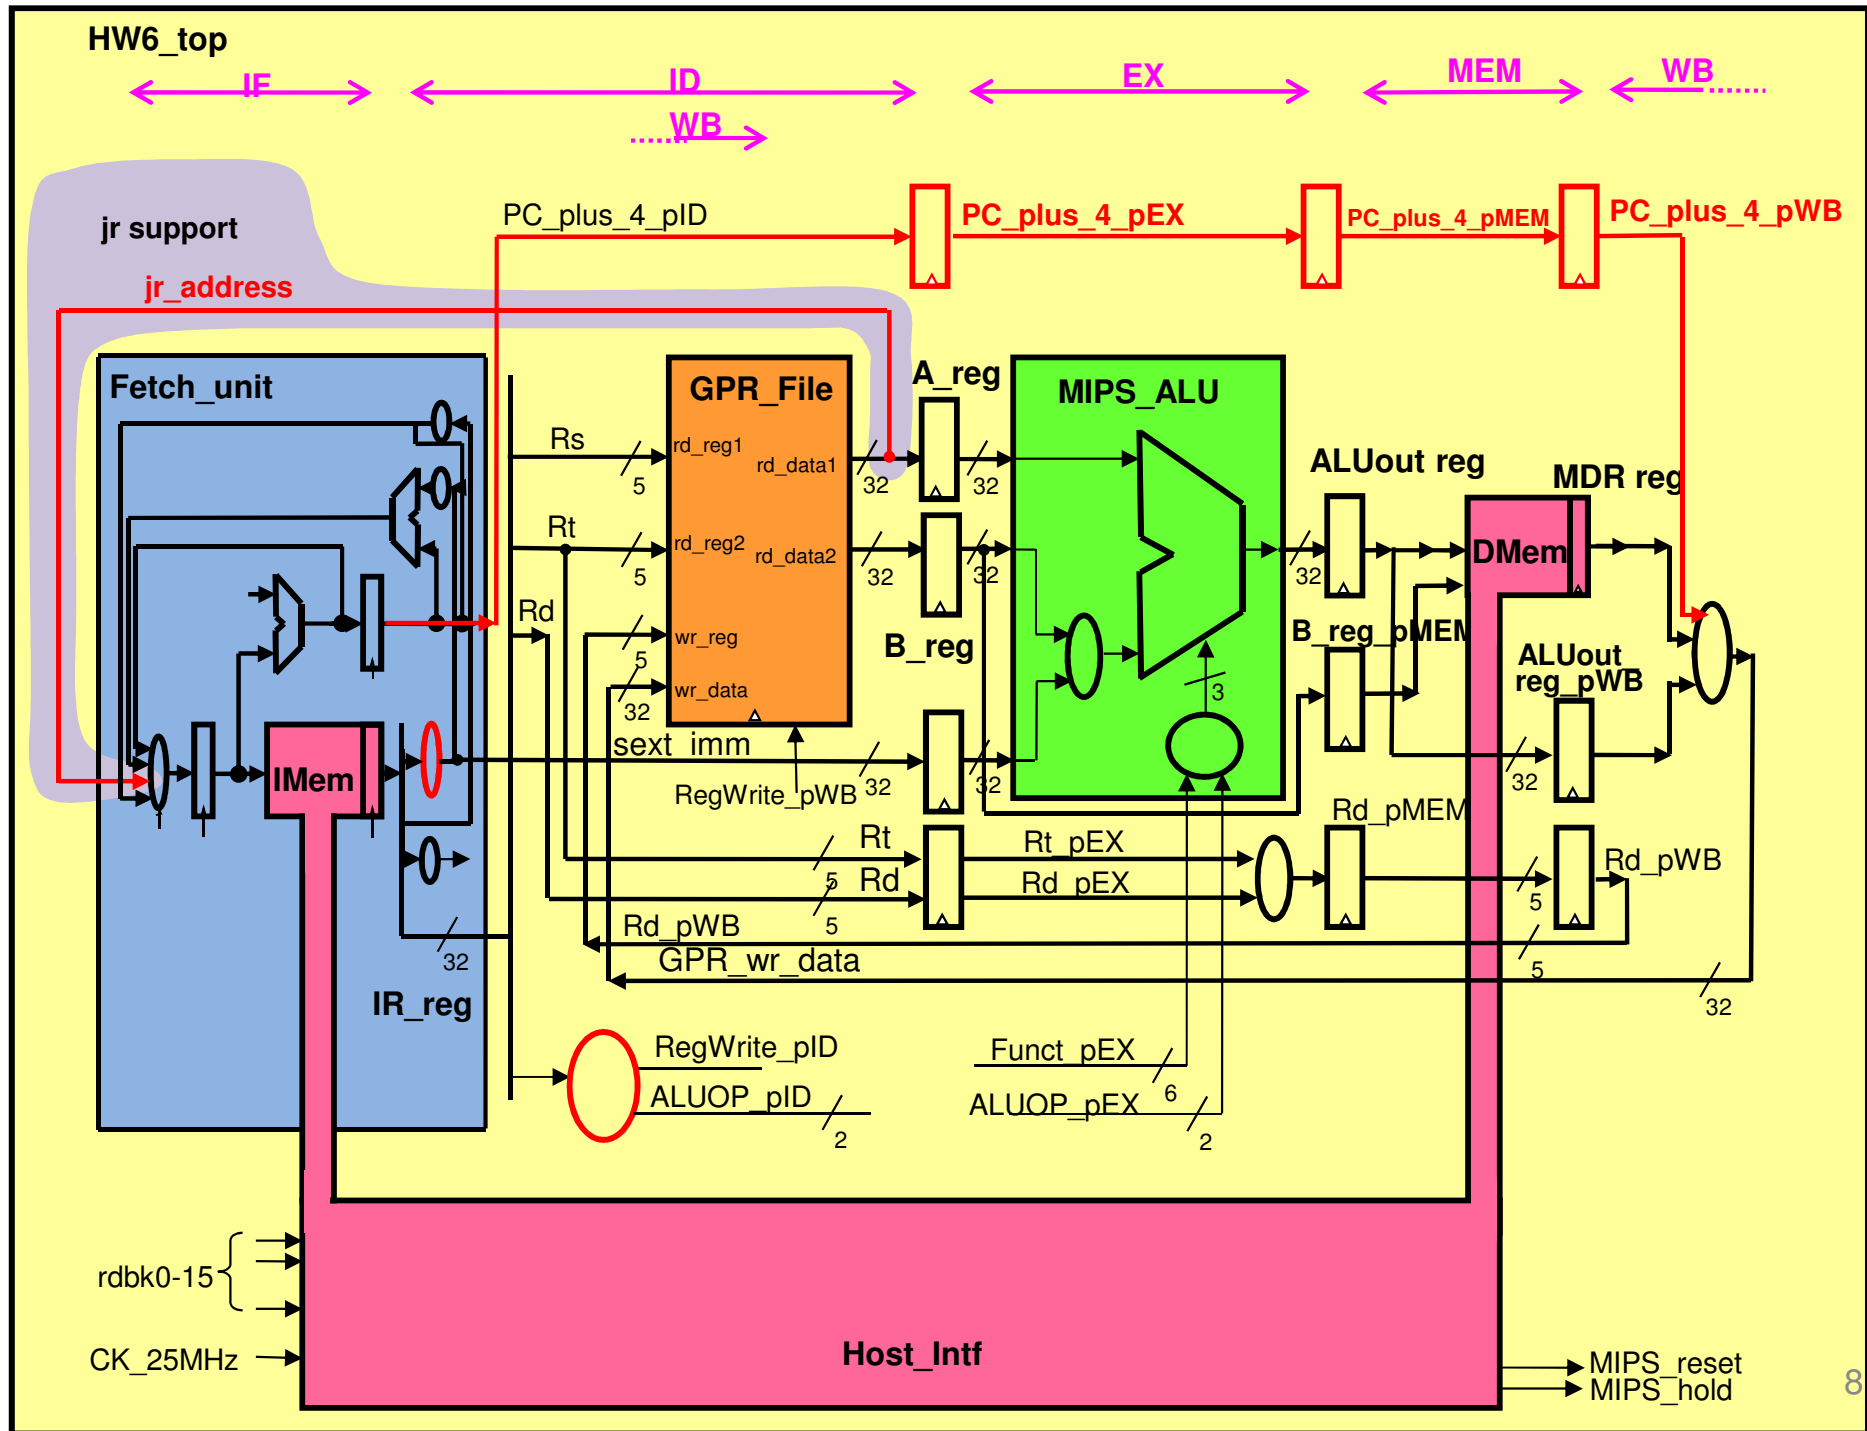 HW6_top
IF
ID
EX
MEM
WB
WB
jr support
jr_address
PC_plus_4_pID
PC_plus_4_pEX
PC_plus_4_pMEM
PC_plus_4_pWB
Fetch_unit
GPR_File
A_reg
MIPS_ALU
Rs
5
rd_reg1
rd_data1
32
32
ALUout reg
MDR reg
Rt
5
rd_reg2
rd_data2
32
32
32
DMem
Rd
5
wr_reg
B_reg
B_reg_pMEM
ALUout_
reg_pWB
32
wr_data
3
IMem
sext_imm
32
32
32
RegWrite_pWB
Rd_pMEM
Rt
5
Rt_pEX
Rd_pWB
Rd
5
Rd_pEX
5
Rd_pWB
5
32
GPR_wr_data
32
IR_reg
RegWrite_pID
ALUOP_pID
2
Funct_pEX
6
ALUOP_pEX
2
rdbk0-15
CK_25MHz
Host_Intf
MIPS_reset
MIPS_hold
8